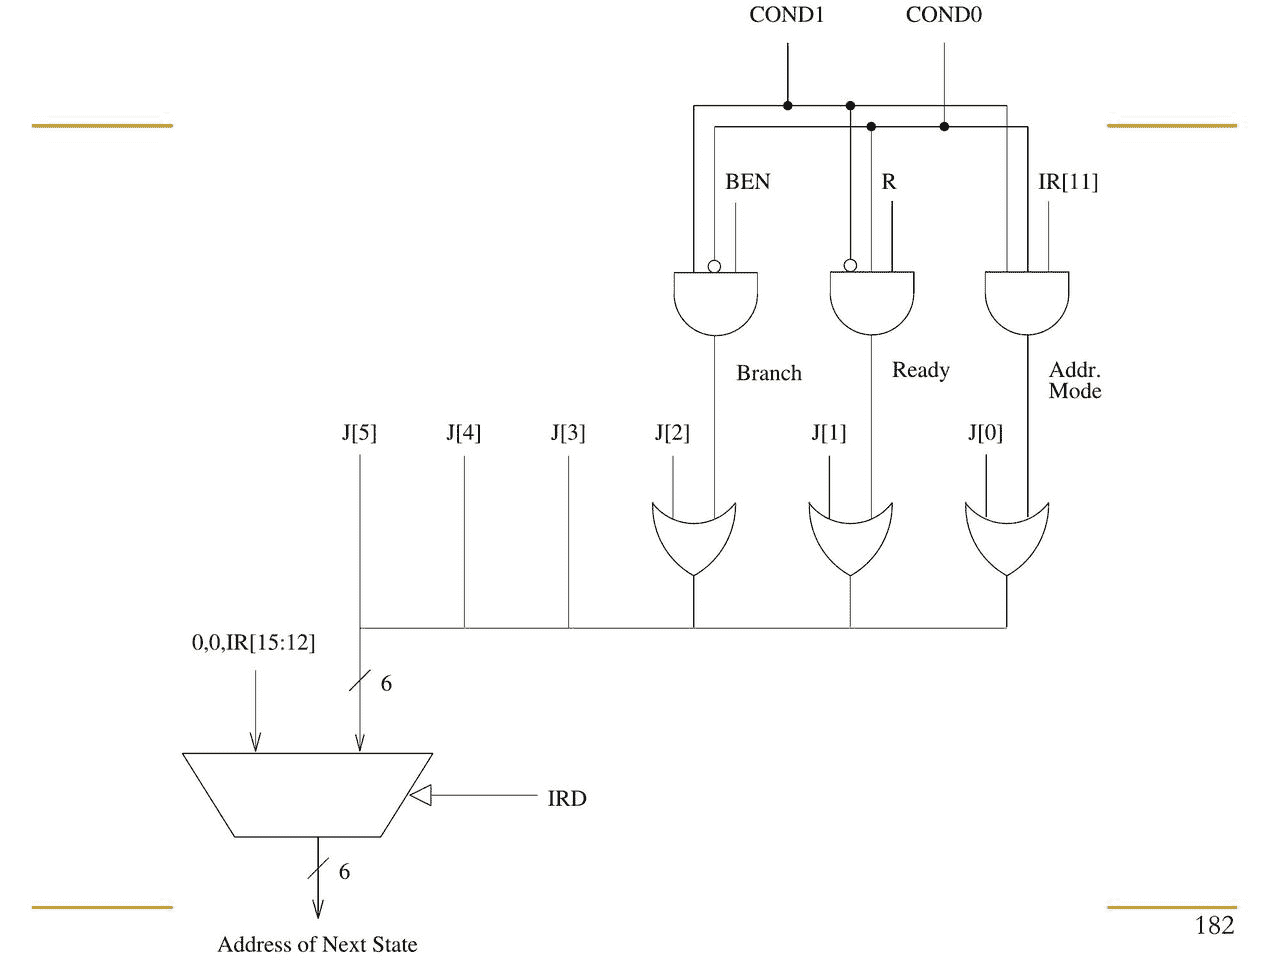 COND1
COND0
BEN
R
IR[11]
Branch
Ready
Addr.
Mode
J[5]
J[4]
J[3]
J[2]
J[1]
J[0]
0,0,IR[15:12]
6
IRD
6
Address of Next State
182